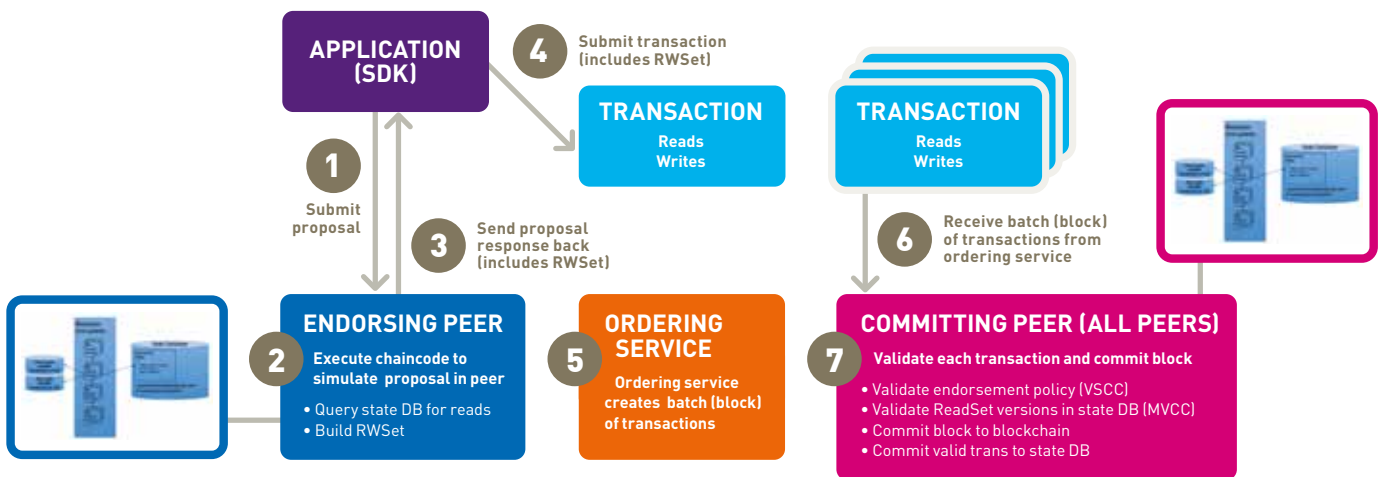 APPLICATION
(SDK)
4
Submit transaction
(includes RWSet)
TRANSACTION
Reads
Writes
TRANSACTION
Reads
Writes
1
Submit
proposal
3
Send proposal
response back
(includes RWSet)
6
Receive batch (block)
of transactions from
ordering service
2
ENDORSING PEER
Execute chaincode to
simulate proposal in peer
• Query state DB for reads
• Build RWSet
5
ORDERING
SERVICE
Ordering service
creates batch (block)
of transactions
7
COMMITTING PEER (ALL PEERS)
Validate each transaction and commit block
• Validate endorsement policy (VSCC)
• Validate ReadSet versions in state DB (MVCC)
• Commit block to blockchain
• Commit valid trans to state DB